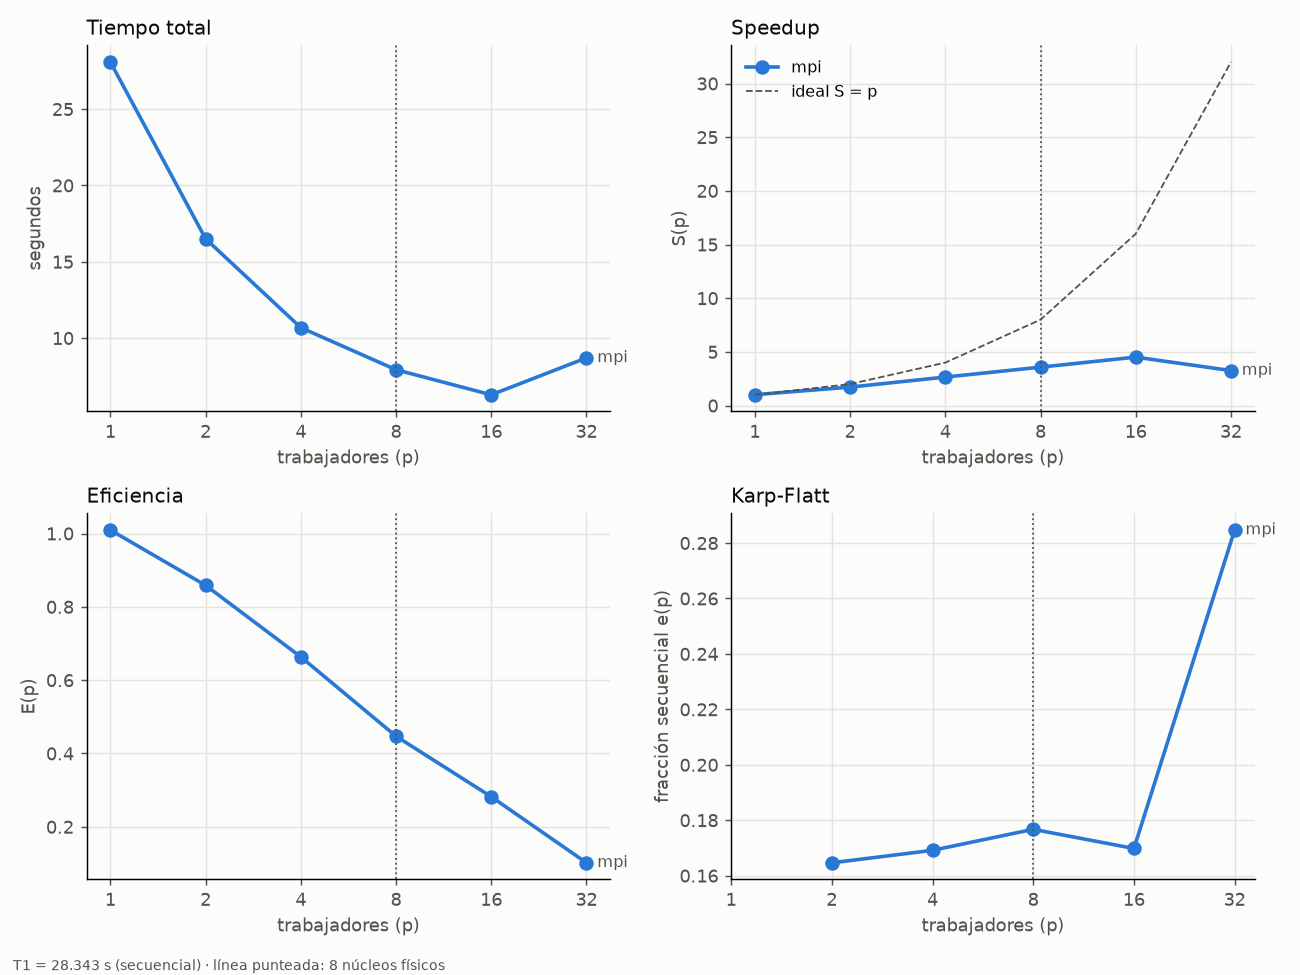 Tiempo total
segundos
25
20
15
10
1 2 4 8 16 32
trabajadores (p)
mpi
Speedup
mpi
ideal S = p
S(p)
30
25
20
15
10
5
0
1 2 4 8 16 32
trabajadores (p)
mpi
Eficiencia
E(p)
1.0
0.8
0.6
0.4
0.2
1 2 4 8 16 32
trabajadores (p)
mpi
Karp-Flatt
fracción secuencial e(p)
0.28
0.26
0.24
0.22
0.20
0.18
0.16
1 2 4 8 16 32
trabajadores (p)
mpi
T1 = 28.343 s (secuencial) · línea punteada: 8 núcleos físicos